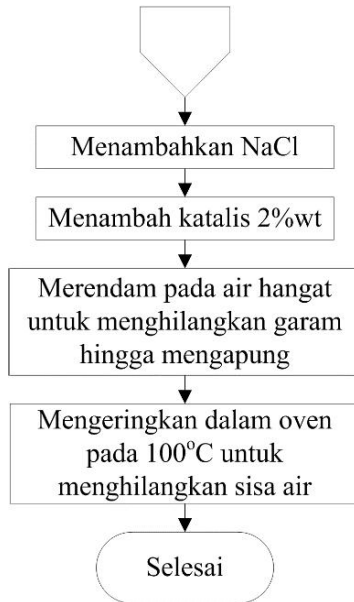 Menambahkan NaCl
Menambah katalis 2%wt
Merendam pada air hangat
untuk menghilangkan garam
hingga mengapung
Mengeringkan dalam oven
pada 100°C untuk
menghilangkan sisa air
Selesai